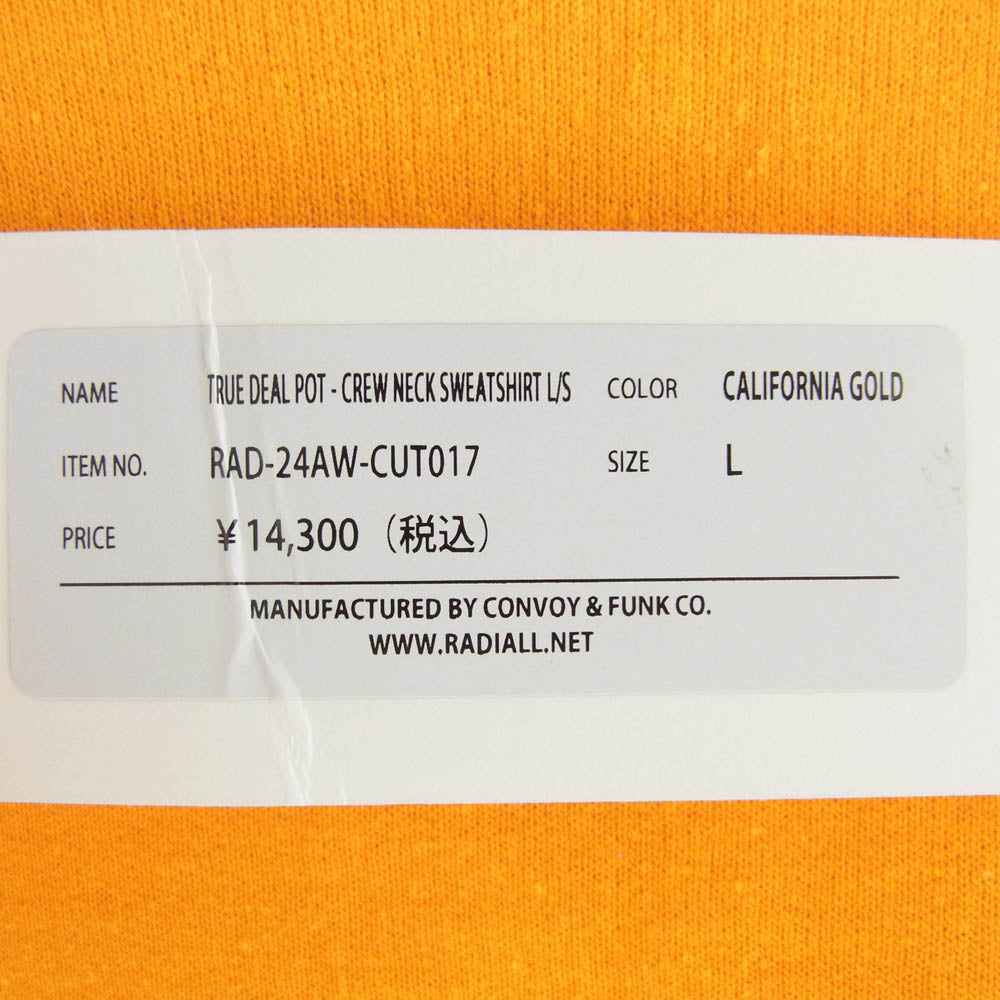 NAME TRUE DEAL POT - CREW NECK SWEATSHIRT L/S COLOR CALIFORNIA GOLD
ITEM NO. RAD-24AW-CUT017 SIZE L
PRICE ¥14,300（税込）
MANUFACTURED BY CONVOY & FUNK CO.
WWW.RADIALL.NET